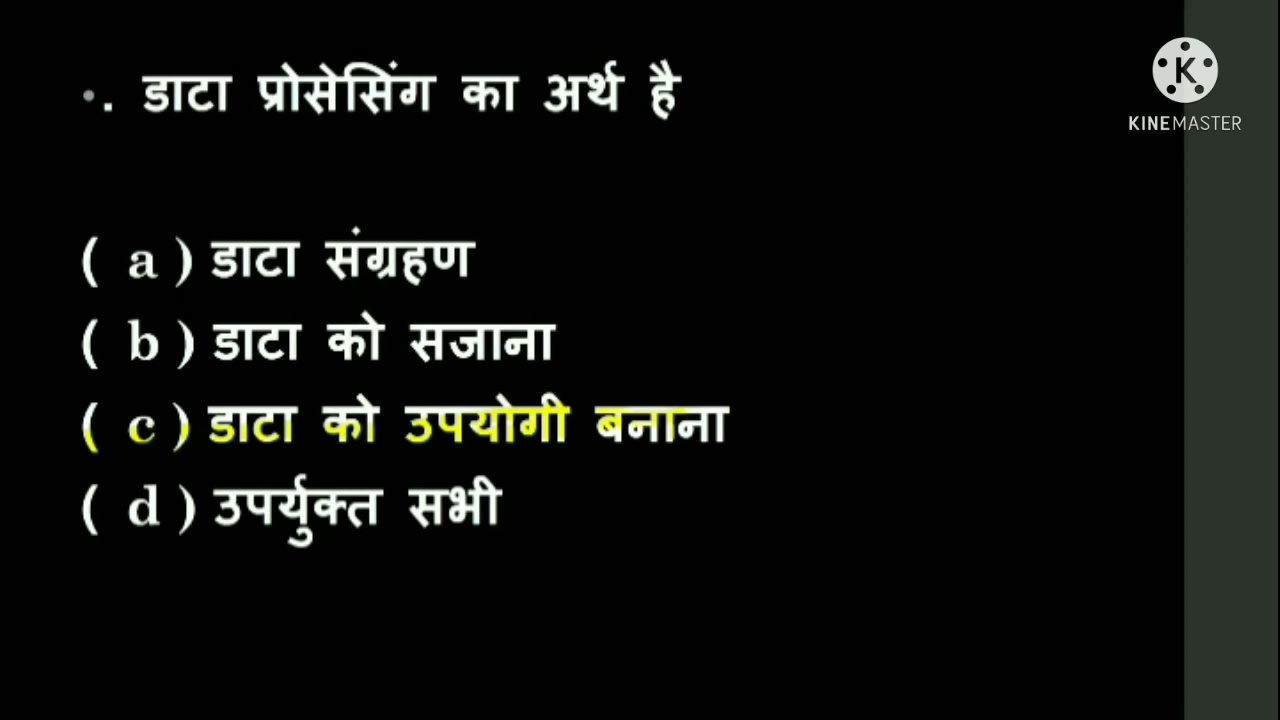 •. डाटा प्रोसेसिंग का अर्थ है
( a ) डाटा संग्रहण
( b ) डाटा को सजाना
( c ) डाटा को उपयोगी बनाना
( d ) उपर्युक्त सभी
K
KINEMASTER